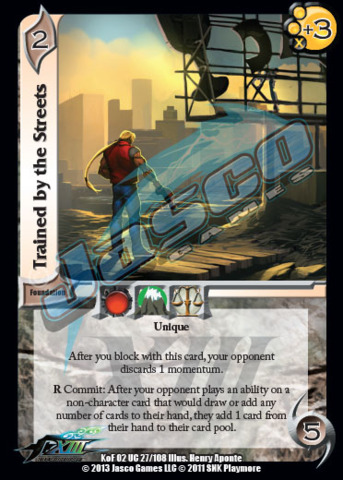 2
+3
X
Trained by the Streets
JASCO
GAMES
Foundation
Unique
After you block with this card, your opponent
discards 1 momentum.
R Commit: After your opponent plays an ability on a
non-character card that would draw or add any
number of cards to their hand, they add 1 card from
their hand to their card pool.
5
XIII
KoF 02 UC 27/108 Illus. Henry Aponte
© 2013 Jasco Games LLC © 2011 SNK Playmore